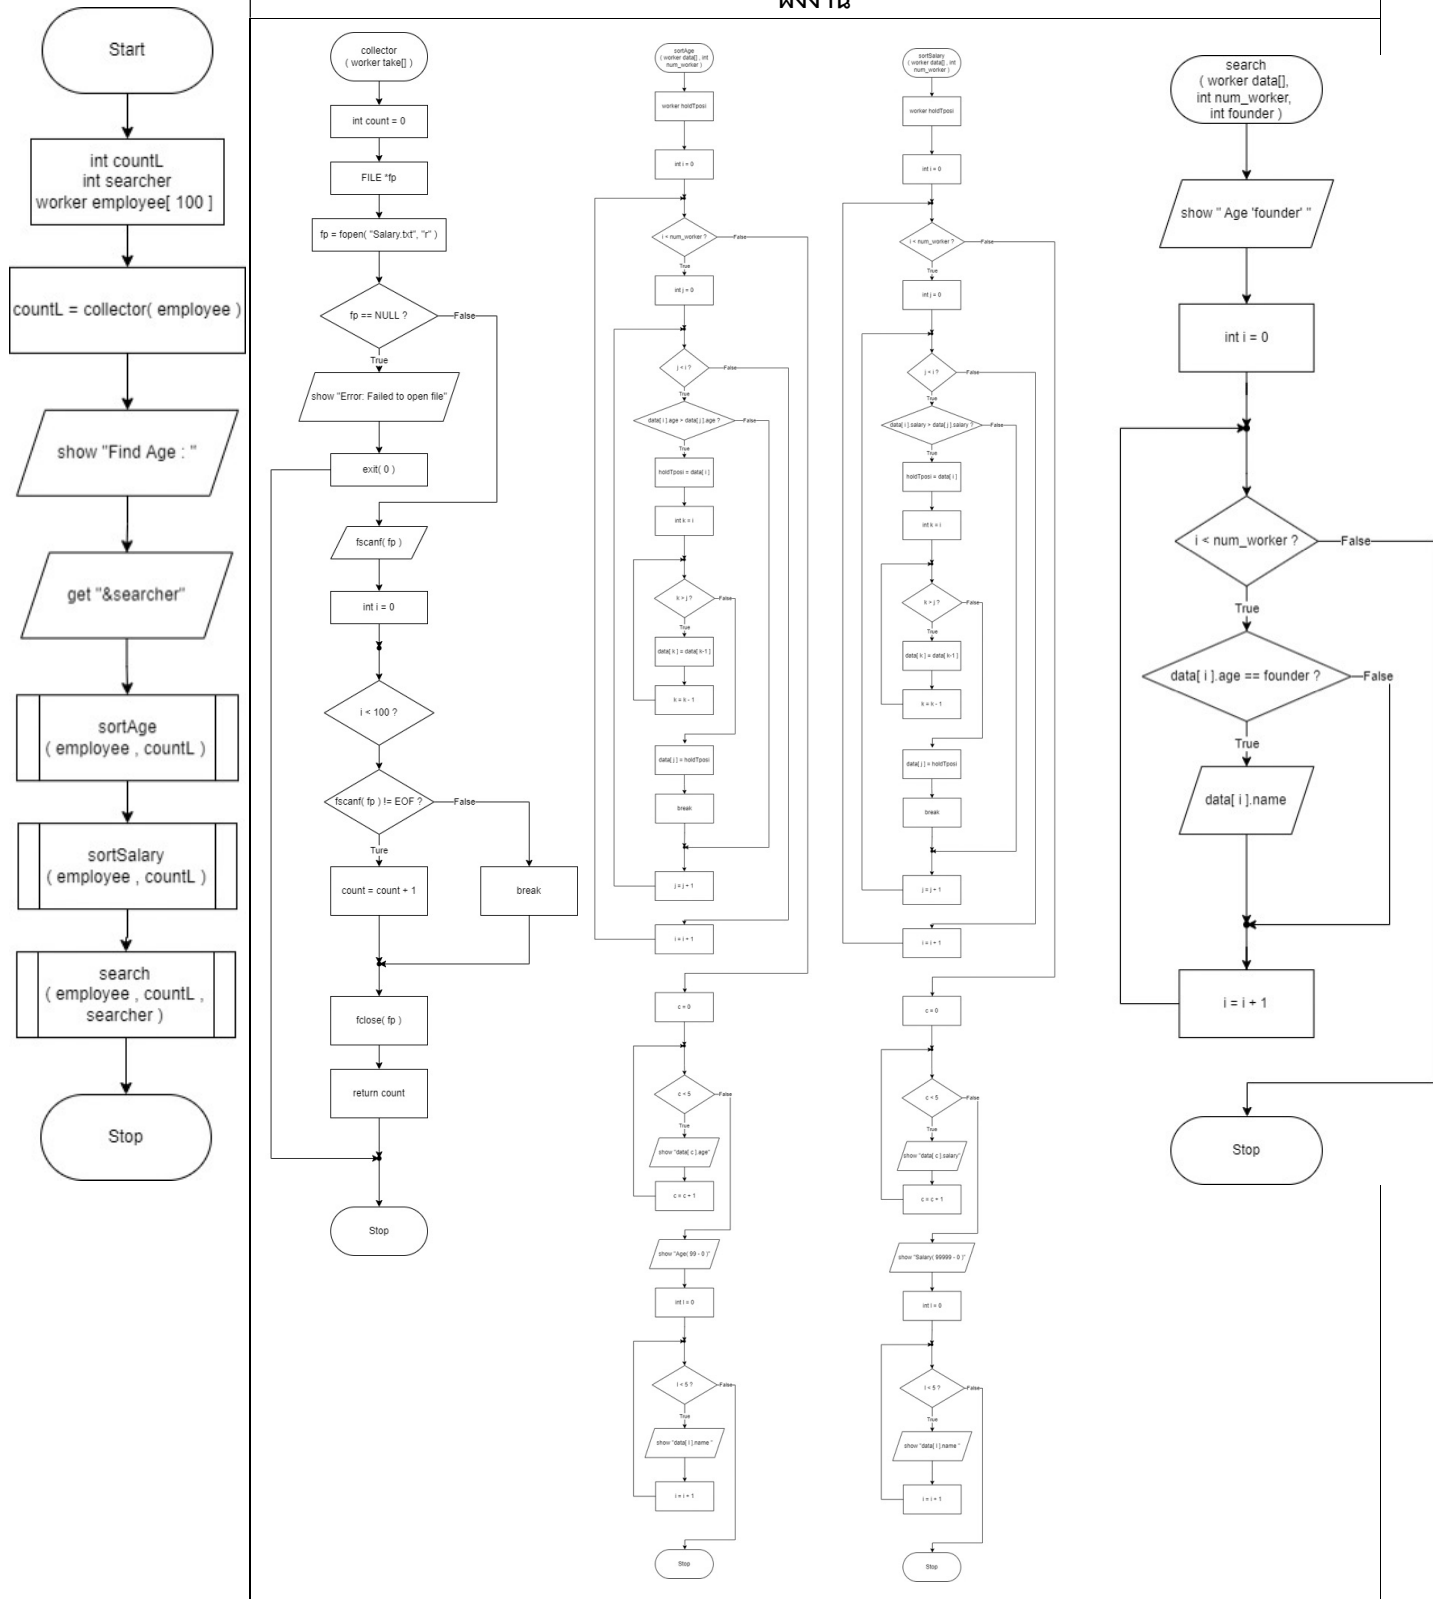 ผังงาน
Start
int countL
int searcher
worker employee[ 100 ]
countL = collector( employee )
show "Find Age : "
get "&searcher"
sortAge
( employee , countL )
sortSalary
( employee , countL )
search
( employee , countL ,
searcher )
Stop
collector
( worker take[] )
int count = 0
FILE *fp
fp = fopen( "Salary.txt", "r" )
fp == NULL ?
False
True
show "Error: Failed to open file"
exit( 0 )
fscanf( fp )
int i = 0
i < 100 ?
fscanf( fp ) != EOF ?
False
Ture
count = count + 1
break
fclose( fp )
return count
Stop
sortAge
( worker data[] , int
num_worker )
worker holdTposi
int i = 0
i < num_worker ?
False
True
int j = 0
j < i ?
False
True
data[ i ].age > data[ j ].age ?
False
True
holdTposi = data[ i ]
int k = i
k > j ?
False
True
data[ k ] = data[ k-1 ]
k = k - 1
data[ j ] = holdTposi
break
j = j + 1
i = i + 1
c = 0
c < 5
False
True
show "data[ c ].age"
c = c + 1
show "Age( 99 - 0 )"
int l = 0
l < 5 ?
False
True
show "data[ l ].name "
i = i + 1
Stop
sortSalary
( worker data[] , int
num_worker )
worker holdTposi
int i = 0
i < num_worker ?
False
True
int j = 0
j < i ?
False
True
data[ i ].salary > data[ j ].salary ?
False
True
holdTposi = data[ i ]
int k = i
k > j ?
False
True
data[ k ] = data[ k-1 ]
k = k - 1
data[ j ] = holdTposi
break
j = j + 1
i = i + 1
c = 0
c < 5
False
True
show "data[ c ].salary"
c = c + 1
show "Salary( 99999 - 0 )"
int l = 0
l < 5 ?
False
True
show "data[ l ].name "
i = i + 1
Stop
search
( worker data[],
int num_worker,
int founder )
show " Age 'founder' "
int i = 0
i < num_worker ?
False
True
data[ i ].age == founder ?
False
True
data[ i ].name
i = i + 1
Stop